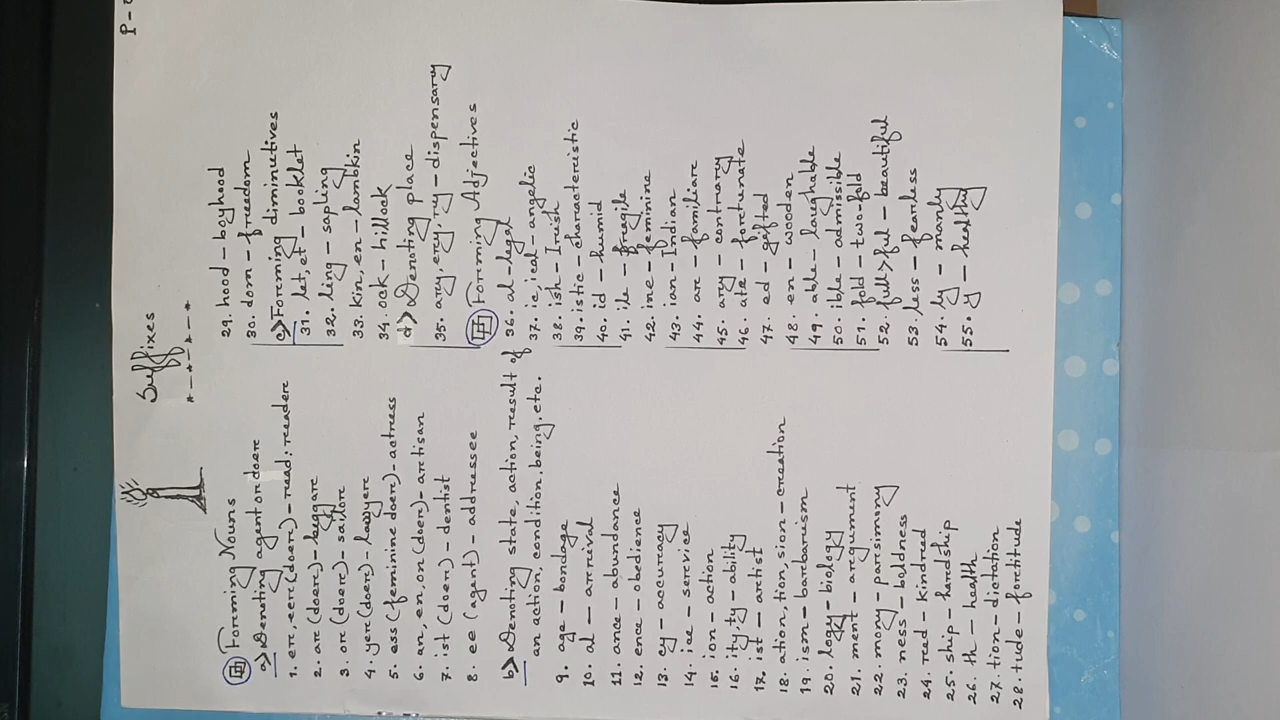 P-
Suffixes
*-*-*-*
Forming Nouns
a> Denoting agent or doer
1. er, eer(doer) - read; reader
2. ar (doer) - beggar
3. or (doer) - sailor
4. yer (doer) - lawyer
5. ess (feminine doer) - actress
6. an, en, on (doer) - artisan
7. ist (doer) - dentist
8. ee (agent) - addressee
b> Denoting state, action, result of
an action, condition, being, etc.
9. age - bondage
10. al - arrival
11. ance - abundance
12. ence - obedience
13. cy - accuracy
14. ice - service
15. ion - action
16. ity, ty - ability
17. ist - artist
18. ation, tion, sion - creation
19. ism - barbarism
20. logy - biology
21. ment - argument
22. mony - parsimony
23. ness - boldness
24. red - kindred
25. ship - hardship
26. th - health
27. tion - dictation
28. tude - fortitude
29. hood - boyhood
30. dom - freedom
c> Forming diminutives
31. let, et - booklet
32. ling - sapling
33. kin, en - lambkin
34. ock - hillock
d> Denoting place
35. ary, ery, ry - dispensary
Forming Adjectives
36. al - legal
37. ic, ical - angelic
38. ish - Irish
39. istic - characteristic
40. id - humid
41. ile - fragile
42. ine - feminine
43. ian - Indian
44. ar - familiar
45. ary - contrary
46. ate - fortunate
47. ed - gifted
48. en - wooden
49. able - laughable
50. ible - admissible
51. fold - two-fold
52. full>ful - beautiful
53. less - fearless
54. ly - manly
55. y - healthy